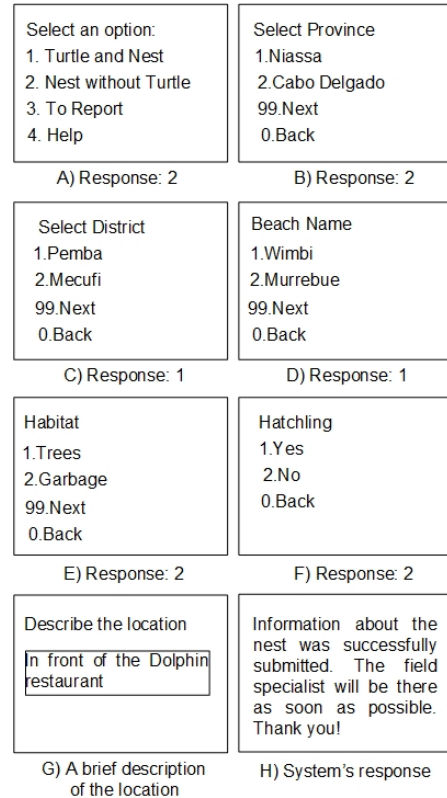 Select an option:
1. Turtle and Nest
2. Nest without Turtle
3. To Report
4. Help
A) Response: 2
Select Province
1.Niassa
2.Cabo Delgado
99.Next
0.Back
B) Response: 2
Select District
1.Pemba
2.Mecufi
99.Next
0.Back
C) Response: 1
Beach Name
1.Wimbi
2.Murrebue
99.Next
0.Back
D) Response: 1
Habitat
1.Trees
2.Garbage
99.Next
0.Back
E) Response: 2
Hatchling
1.Yes
2.No
0.Back
F) Response: 2
Describe the location
In front of the Dolphin
restaurant
G) A brief description
of the location
Information about the
nest was successfully
submitted. The field
specialist will be there
as soon as possible.
Thank you!
H) System's response